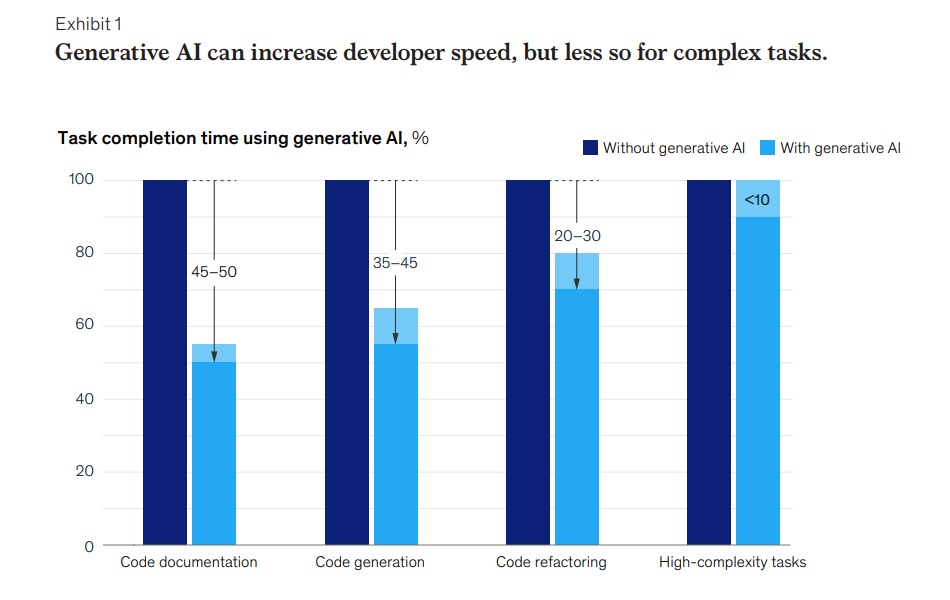 Exhibit 1
Generative AI can increase developer speed, but less so for complex tasks.
Task completion time using generative AI, %
Without generative AI
With generative AI
100
80
60
40
20
0
45–50
35–45
20–30
<10
Code documentation
Code generation
Code refactoring
High-complexity tasks